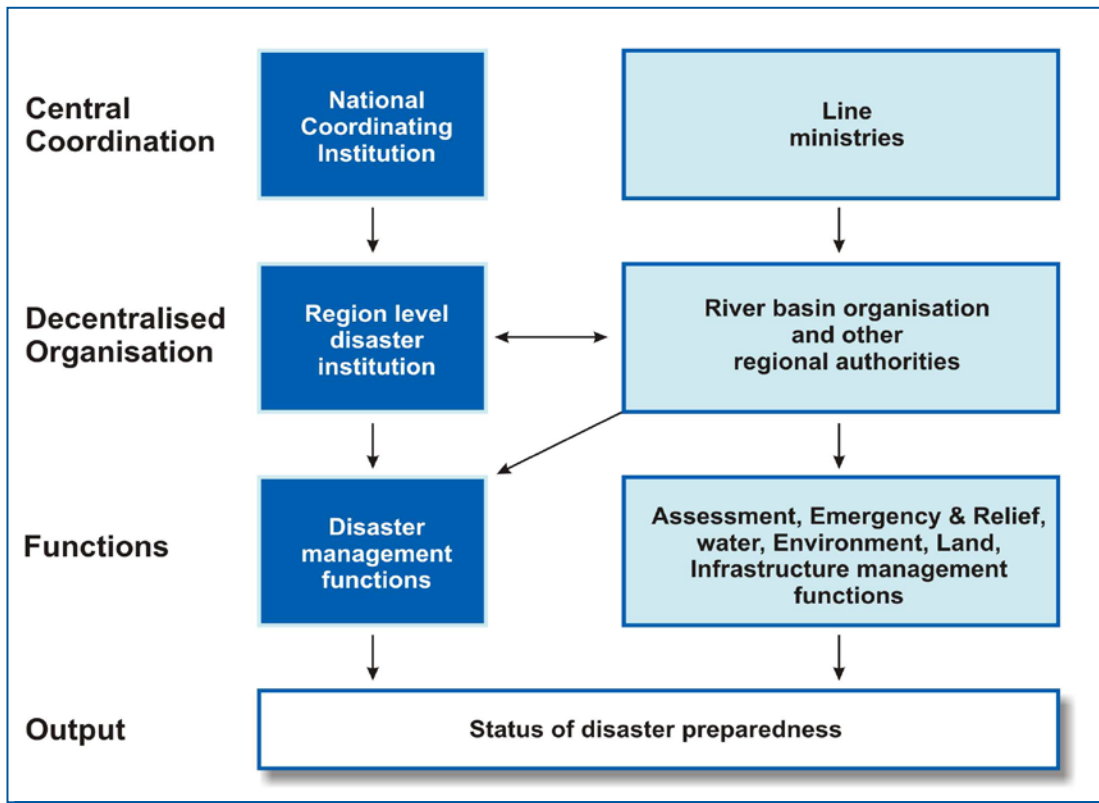 Central
Coordination
National
Coordinating
Institution
Line
ministries
Decentralised
Organisation
Region level
disaster
institution
River basin organisation
and other
regional authorities
Functions
Disaster
management
functions
Assessment, Emergency & Relief,
water, Environment, Land,
Infrastructure management
functions
Output
Status of disaster preparedness